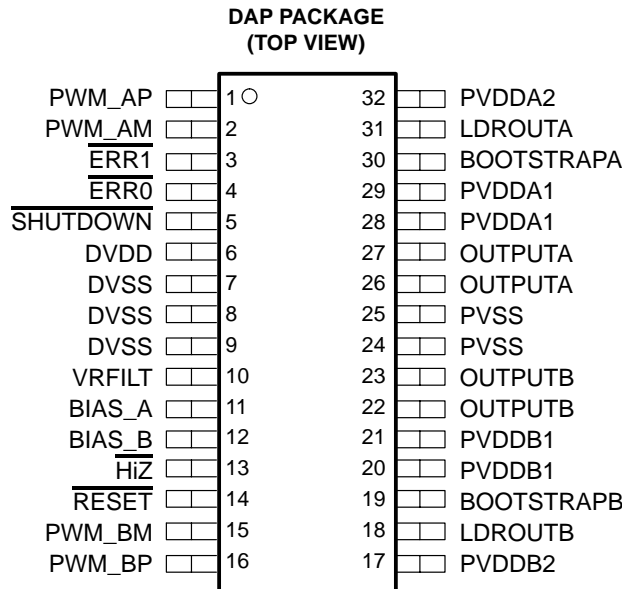 DAP PACKAGE
(TOP VIEW)
PWM_AP 1 32 PVDDA2
PWM_AM 2 31 LDROUTA
ERR1 3 30 BOOTSTRAPA
ERR0 4 29 PVDDA1
SHUTDOWN 5 28 PVDDA1
DVDD 6 27 OUTPUTA
DVSS 7 26 OUTPUTA
DVSS 8 25 PVSS
DVSS 9 24 PVSS
VRFILT 10 23 OUTPUTB
BIAS_A 11 22 OUTPUTB
BIAS_B 12 21 PVDDB1
HiZ 13 20 PVDDB1
RESET 14 19 BOOTSTRAPB
PWM_BM 15 18 LDROUTB
PWM_BP 16 17 PVDDB2